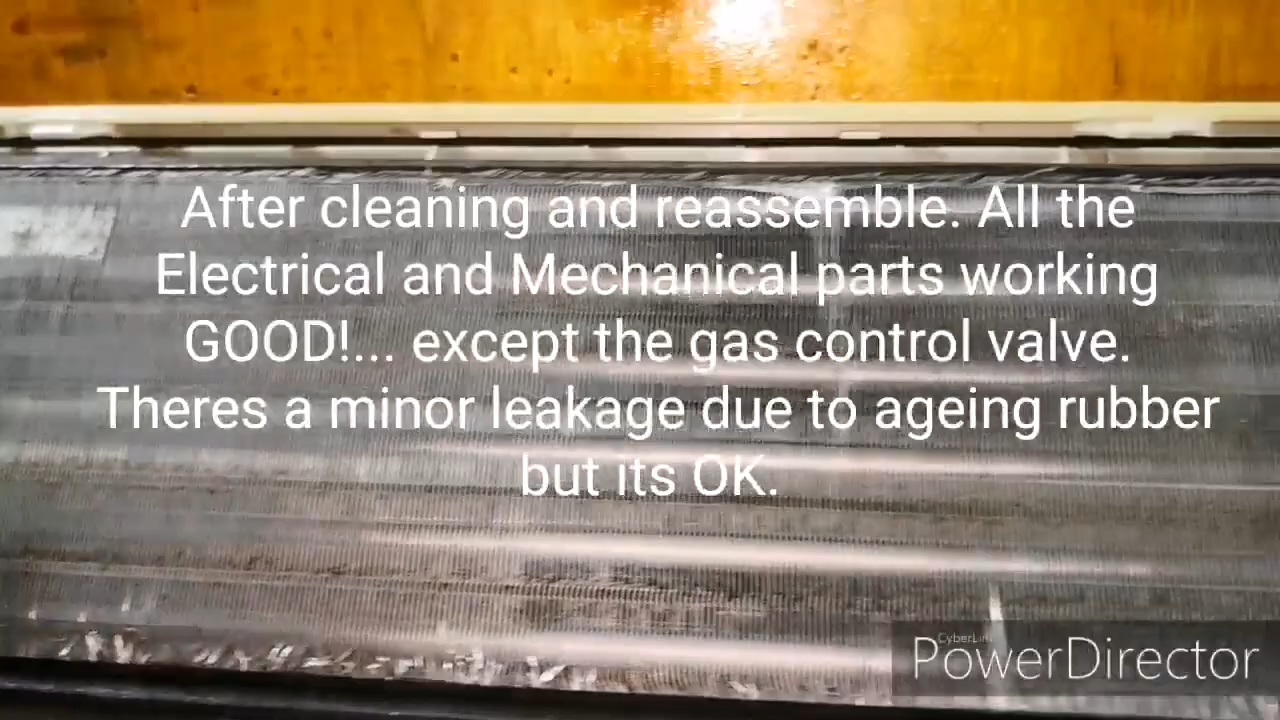 After cleaning and reassemble. All the
Electrical and Mechanical parts working
GOOD!... except the gas control valve.
Theres a minor leakage due to ageing rubber
but its OK.
CyberLink
PowerDirector